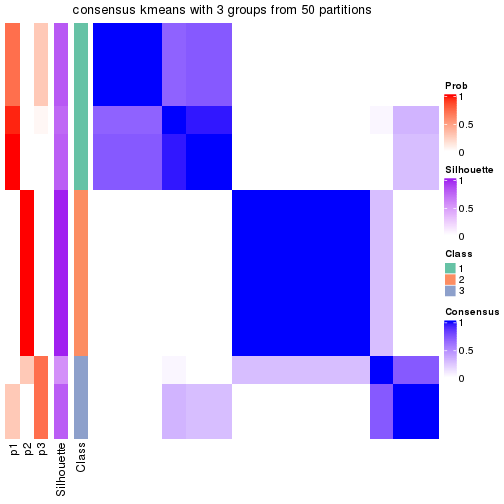 consensus kmeans with 3 groups from 50 partitions
Prob
1
0.5
0
Silhouette
1
0.5
0
Class
1
2
3
Consensus
1
0.5
0
p1
p2
p3
Silhouette
Class